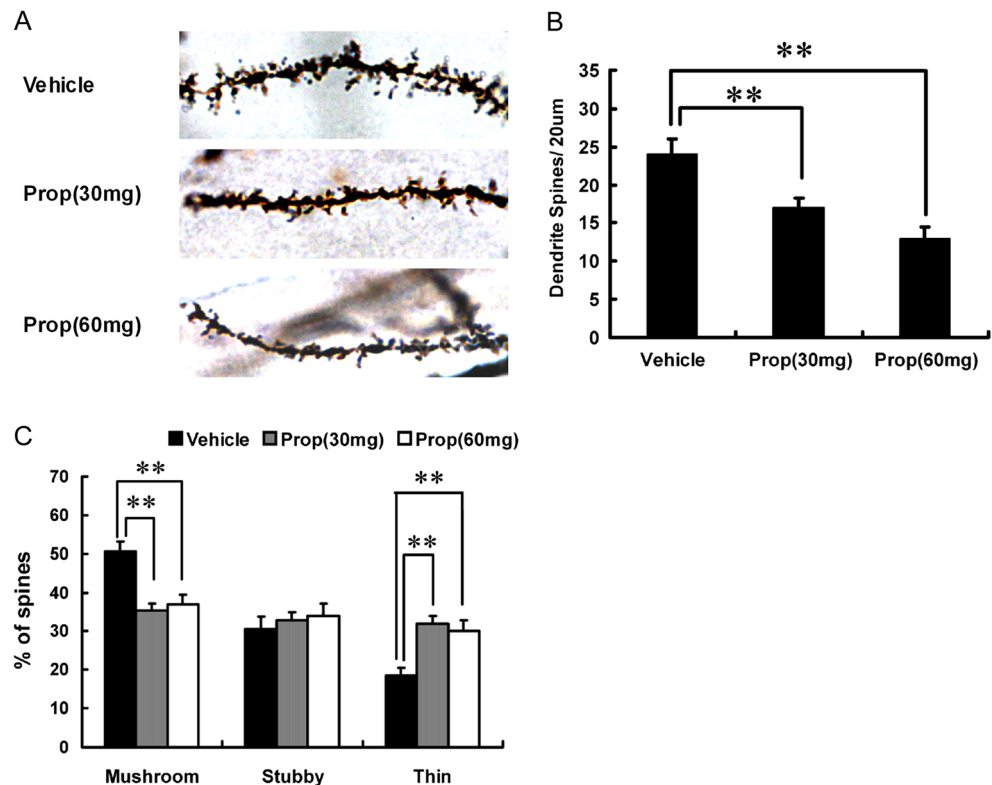 A
Vehicle
Prop(30mg)
Prop(60mg)
B
**
**
35
30
25
20
15
10
5
0
Dendrite Spines/ 20um
Vehicle Prop(30mg) Prop(60mg)
C
Vehicle Prop(30mg) Prop(60mg)
**
**
**
**
70
60
50
40
30
20
10
0
% of spines
Mushroom Stubby Thin